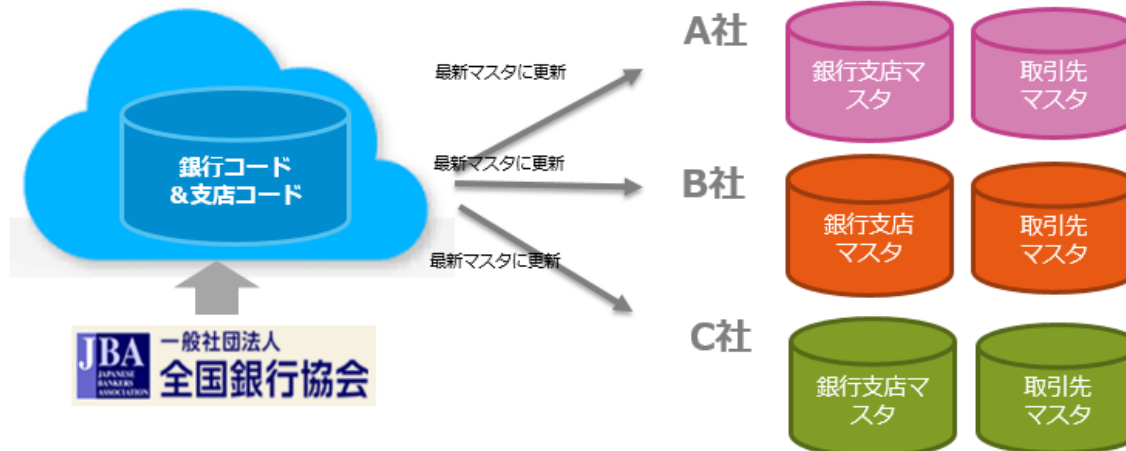 銀行コード
&支店コード
JBA
JAPANESE
BANKERS
ASSOCIATION
一般社団法人
全国銀行協会
最新マスタに更新
最新マスタに更新
最新マスタに更新
A社
銀行支店マ
スタ
取引先
マスタ
B社
銀行支店
マスタ
取引先
マスタ
C社
銀行支店マ
スタ
取引先
マスタ